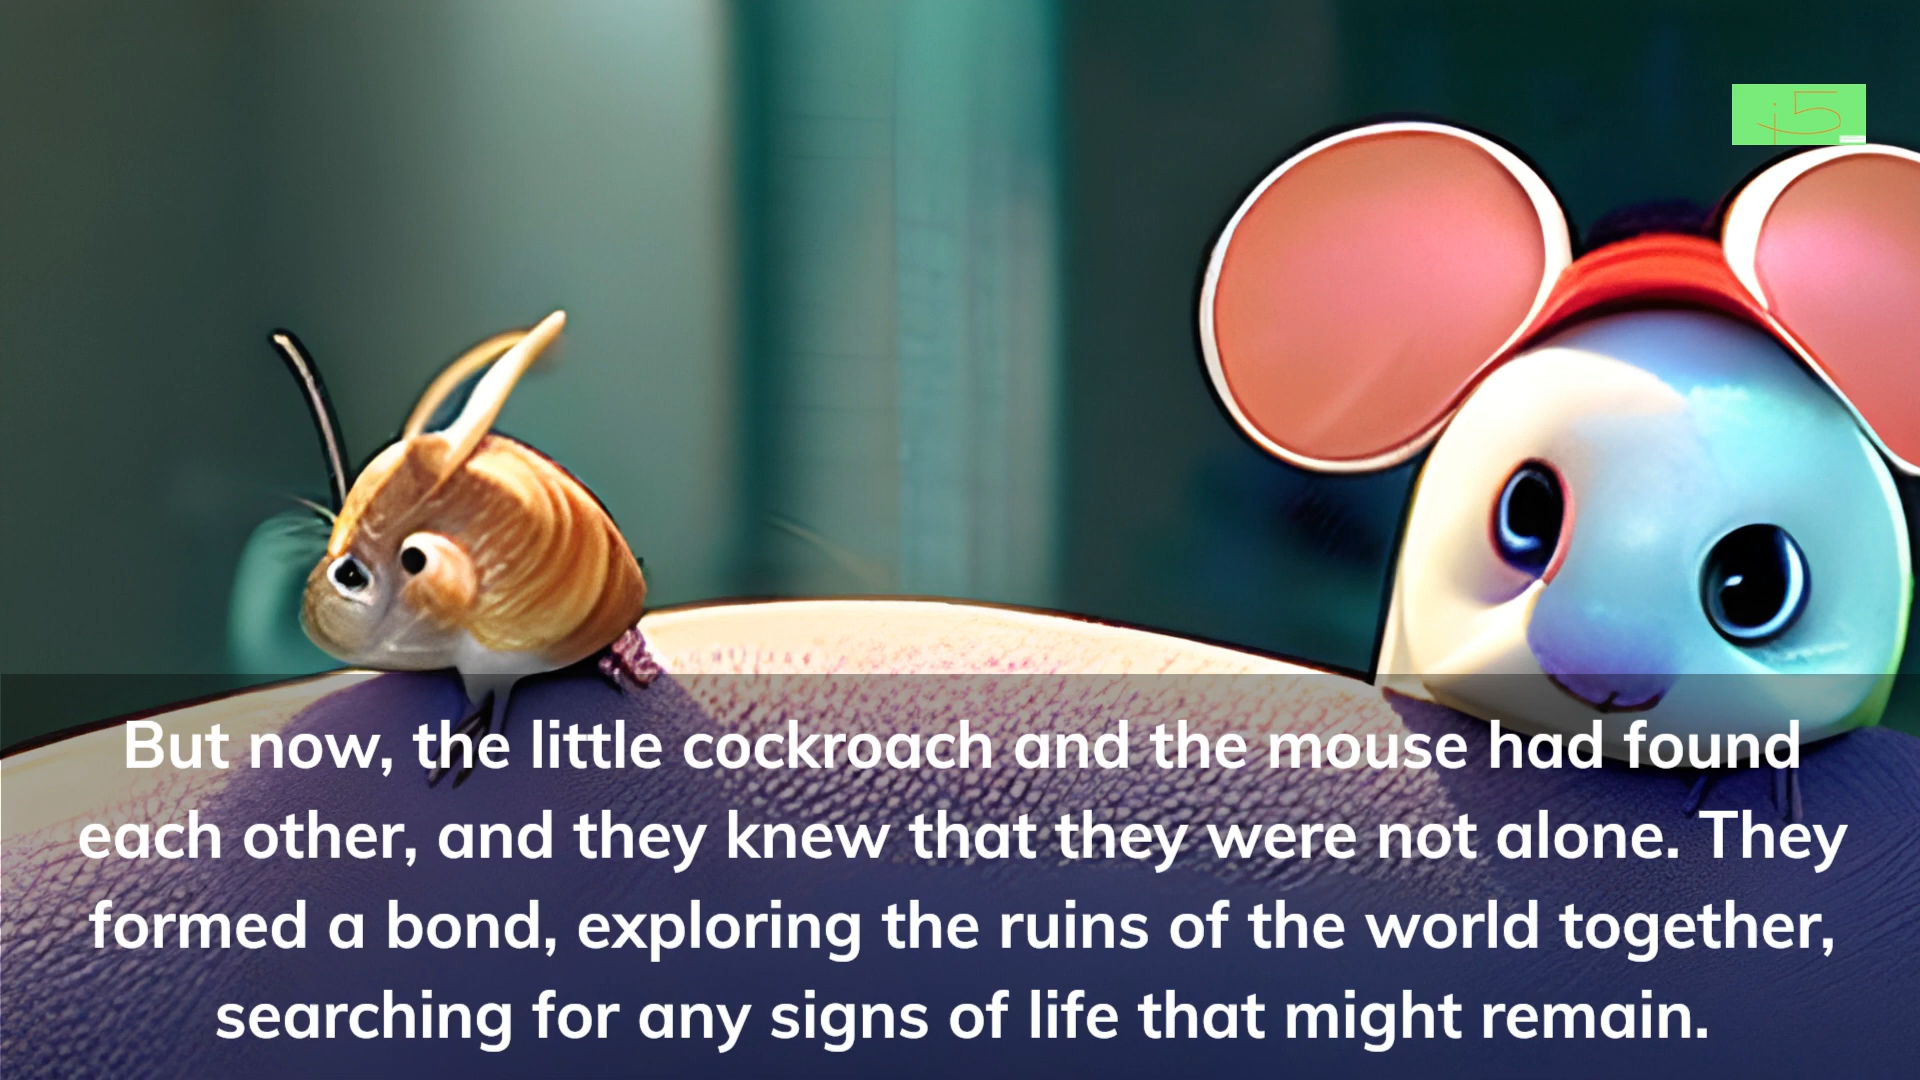 i5
But now, the little cockroach and the mouse had found
each other, and they knew that they were not alone. They
formed a bond, exploring the ruins of the world together,
searching for any signs of life that might remain.